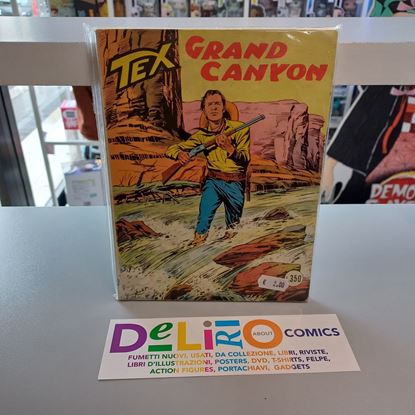 TEX
GRAND
CANYON
350
€ 2.00
DELiRiO
ABOUT
COMICS
FUMETTI NUOVI, USATI, DA COLLEZIONE, LIBRI, RIVISTE,
LIBRI D'ILLUSTRAZIONI, POSTERS, DVD, T-SHIRTS, FELPE,
ACTION FIGURES, PORTACHIAVI, GADGETS